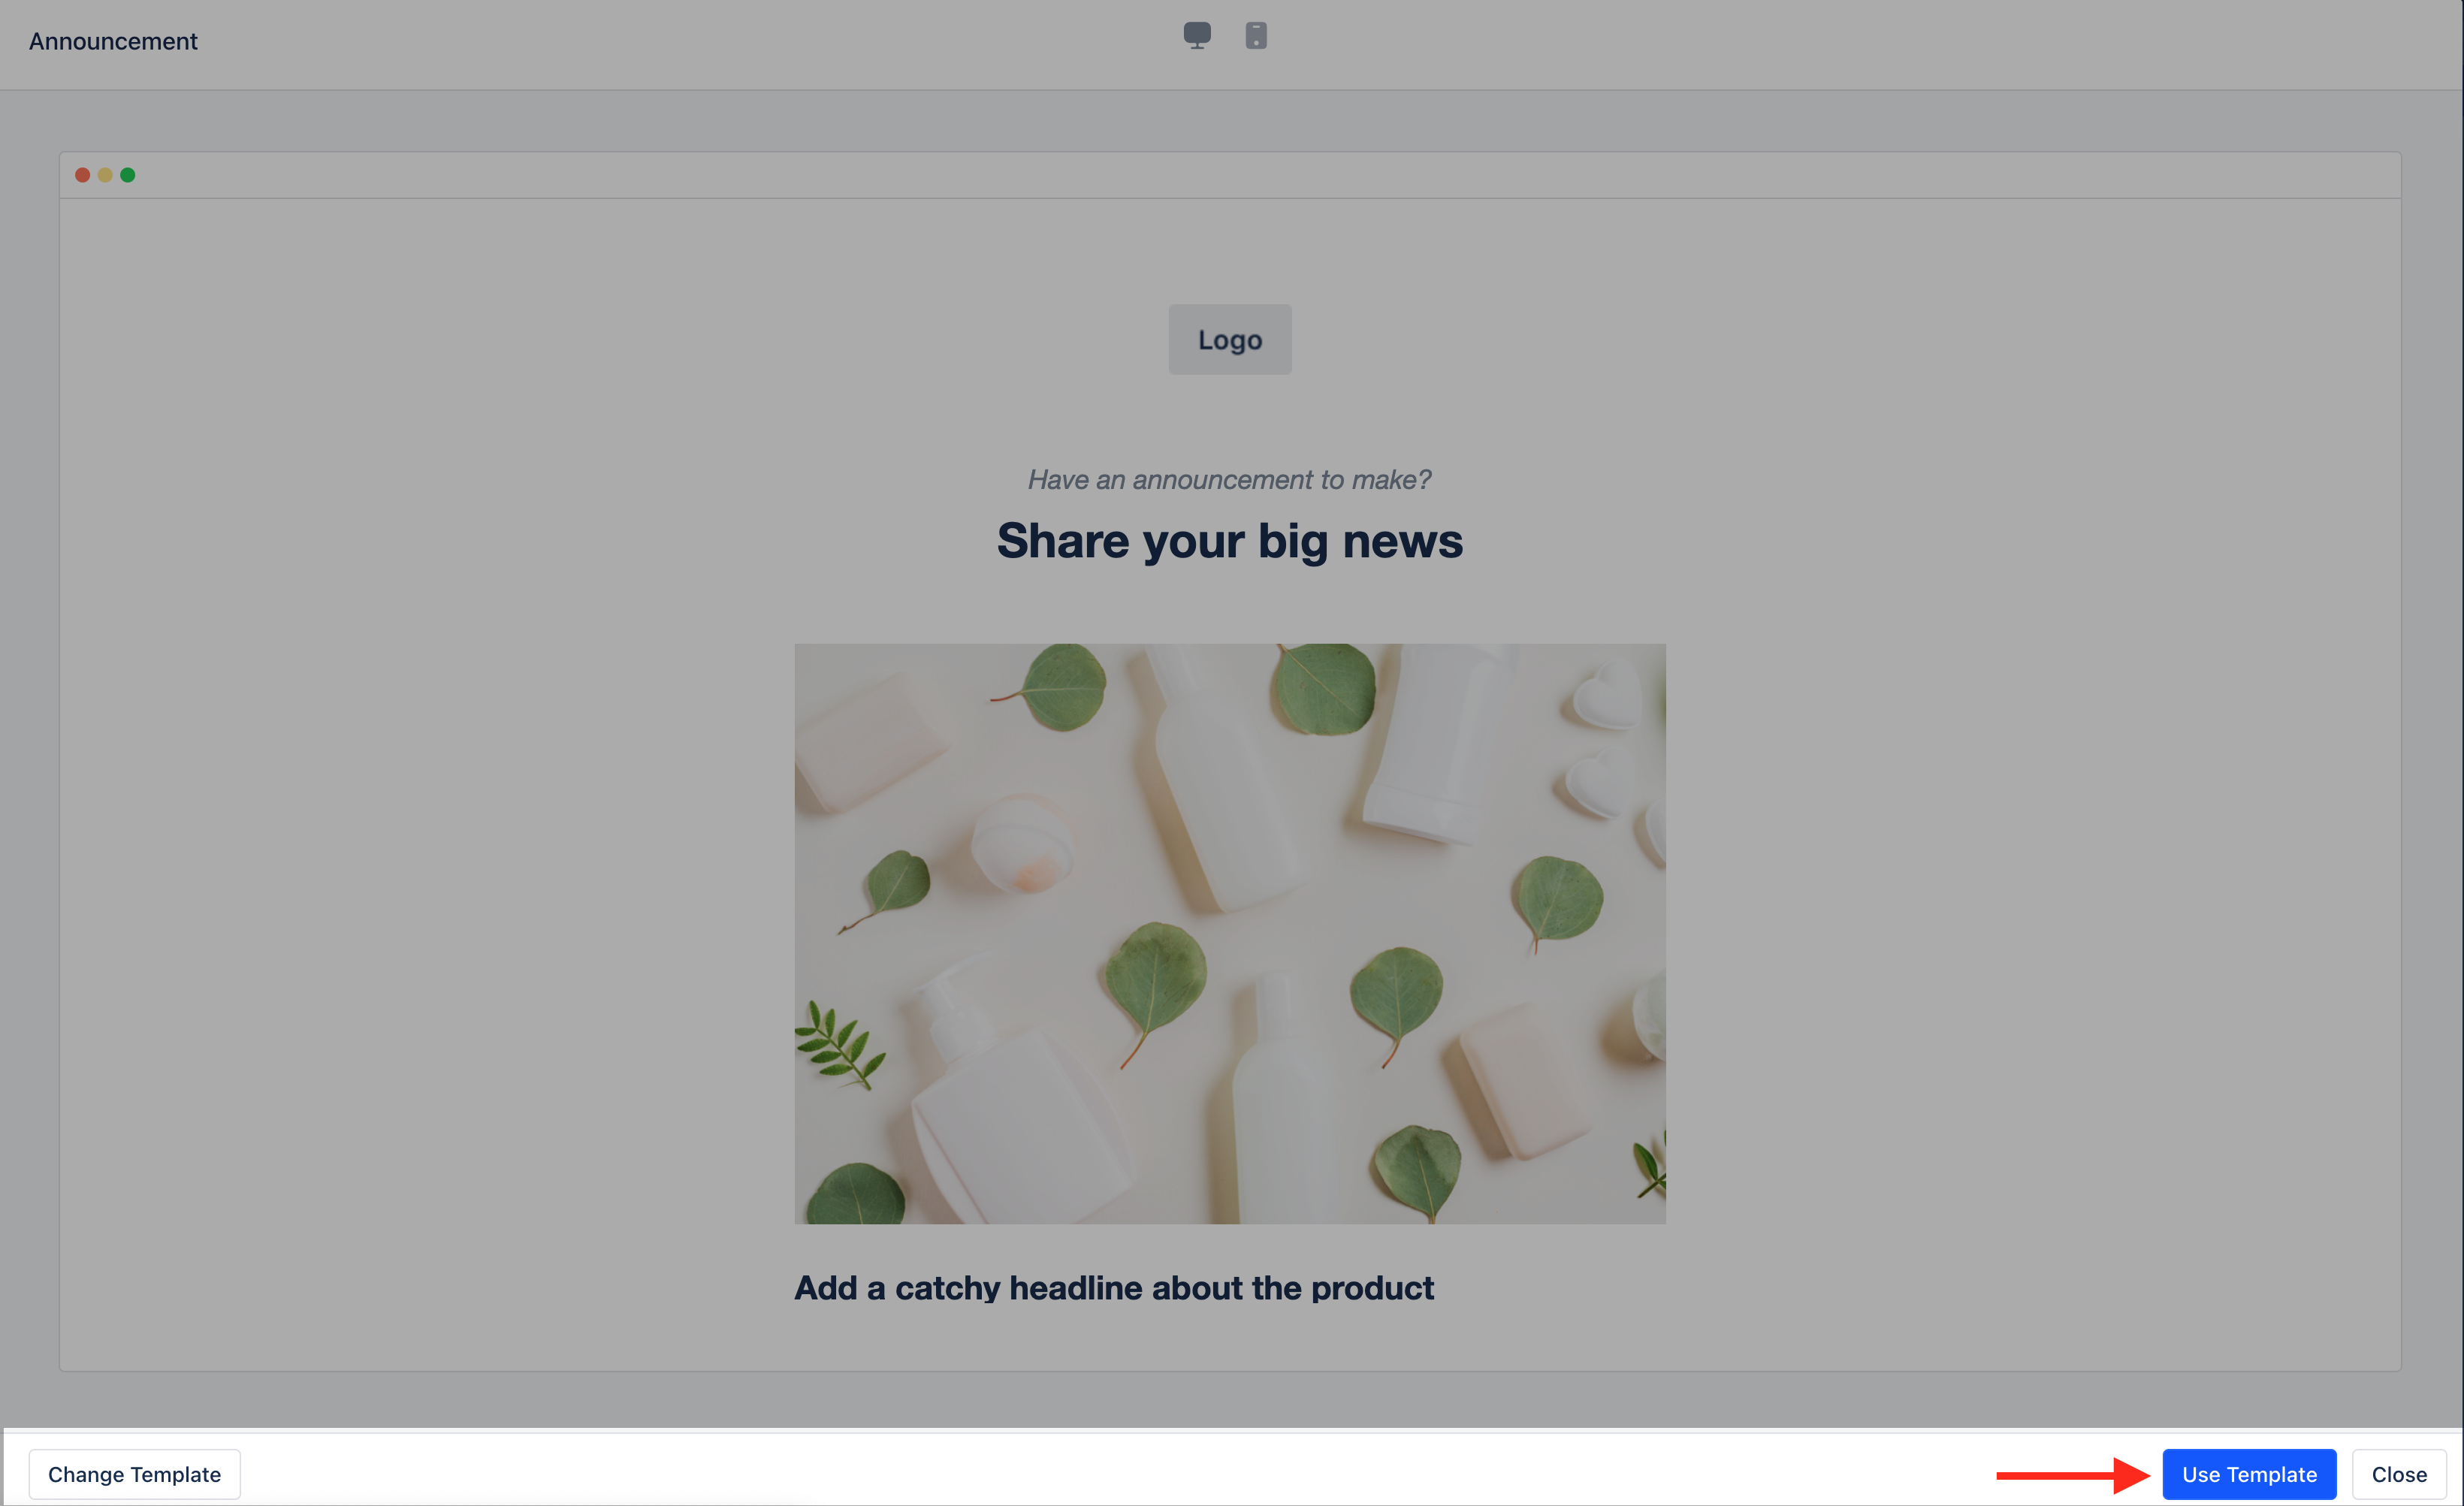 Announcement
Logo
Have an announcement to make?
Share your big news
Add a catchy headline about the product
Change Template
Use Template
Close